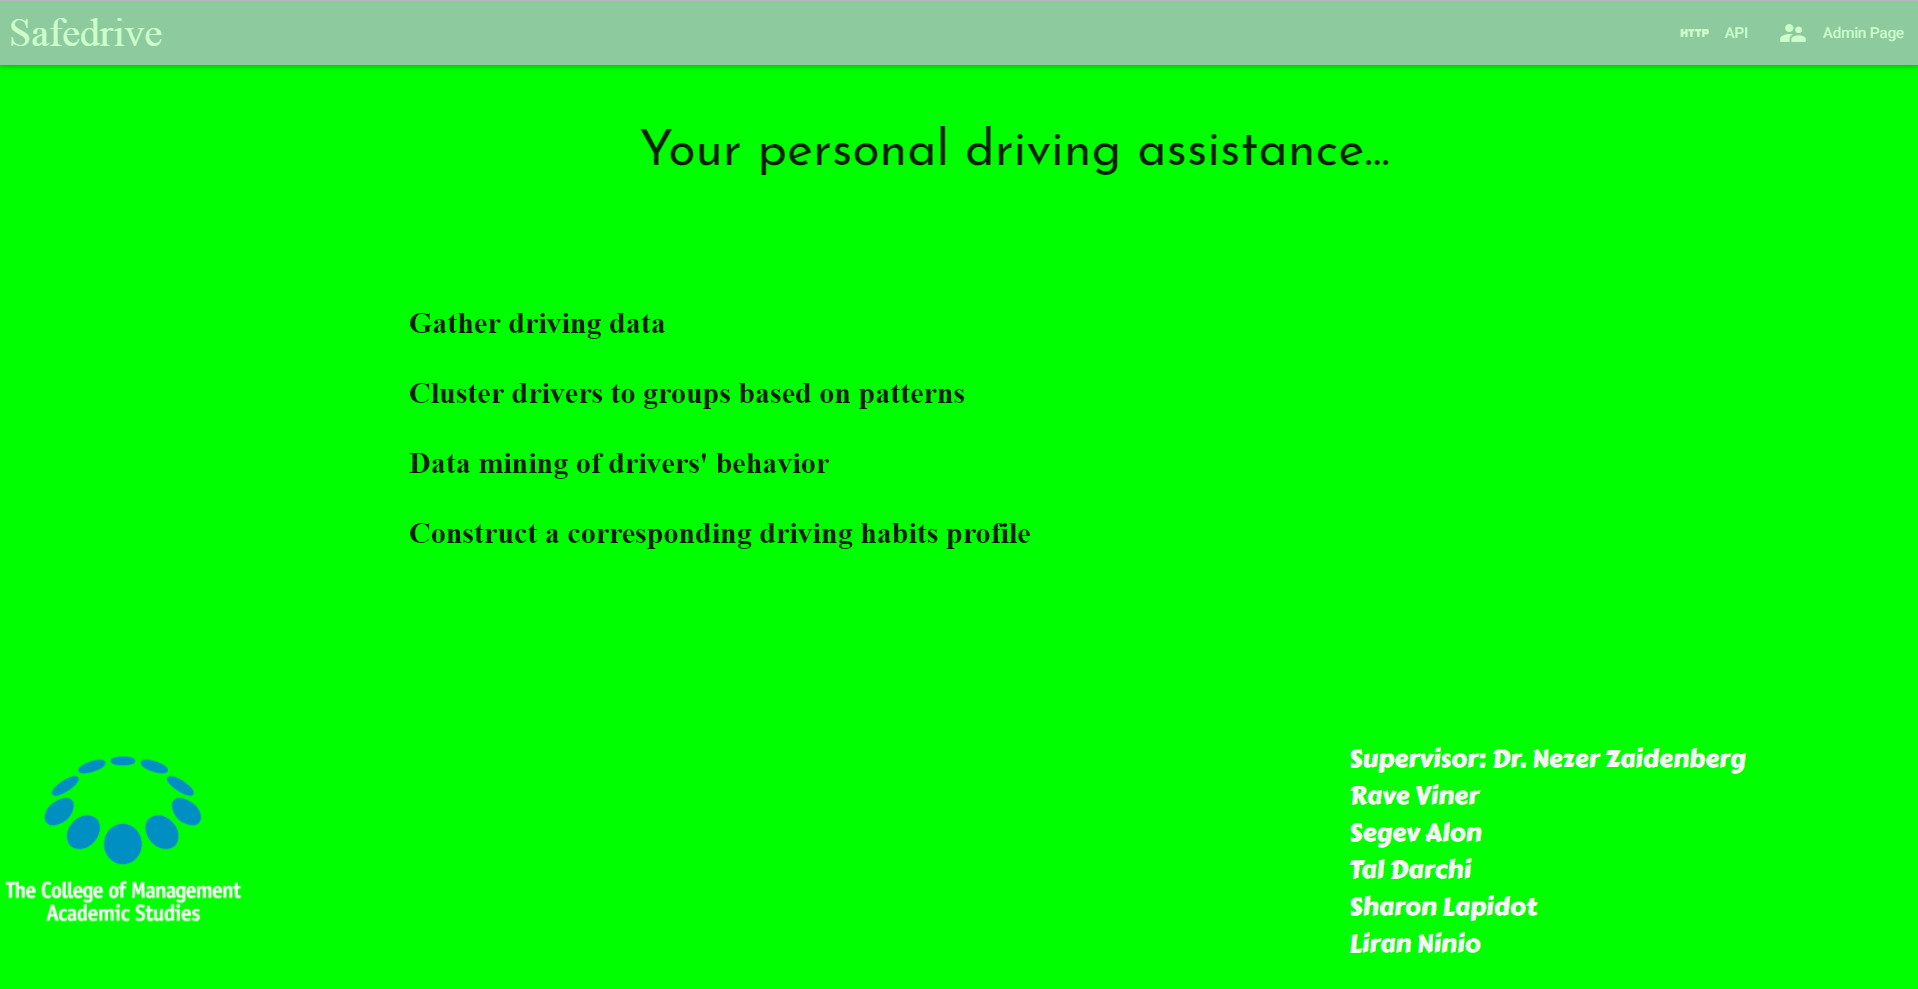 Safedrive
HTTP API Admin Page
Your personal driving assistance...
Gather driving data
Cluster drivers to groups based on patterns
Data mining of drivers' behavior
Construct a corresponding driving habits profile
The College of Management
Academic Studies
Supervisor: Dr. Nezer Zaidenberg
Rave Viner
Segev Alon
Tal Darchi
Sharon Lapidot
Liran Ninio